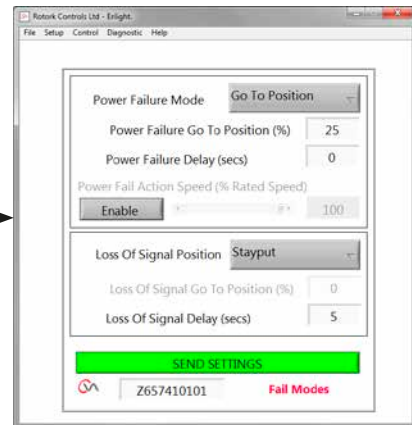 Rotork Controls Ltd - Enlight.
File Setup Control Diagnostic Help
Power Failure Mode Go To Position
Power Failure Go To Position (%) 25
Power Failure Delay (secs) 0
Power Fail Action Speed (% Rated Speed)
Enable 100
Loss Of Signal Position Stayput
Loss Of Signal Go To Position (%) 0
Loss Of Signal Delay (secs) 5
SEND SETTINGS
Z657410101 Fail Modes